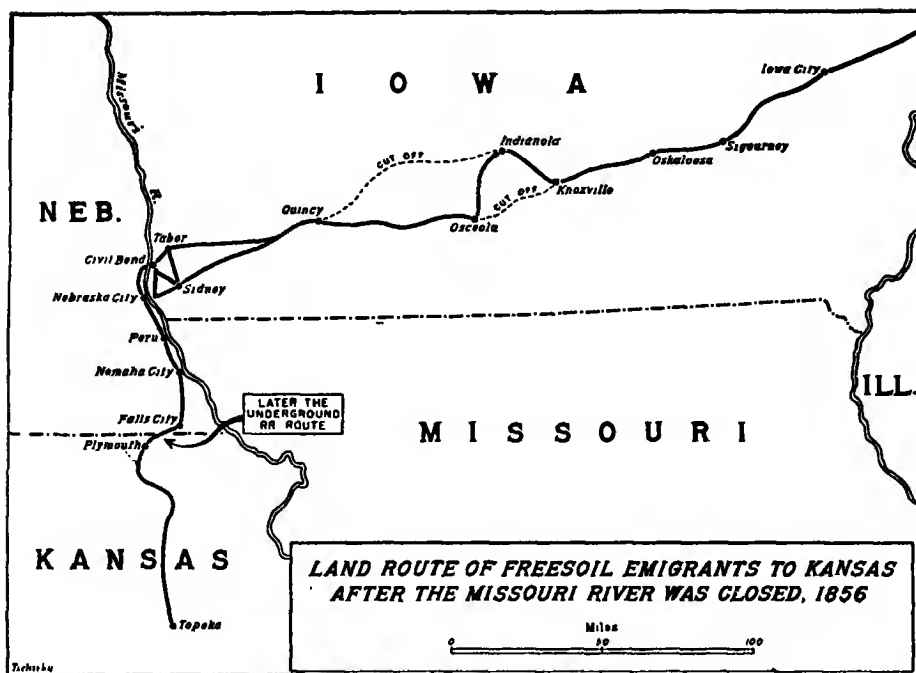 IOWA
Iowa City
Missouri R.
Indianola
Sigourney
Oskaloosa
CUT OFF
Knoxville
CUT OFF
NEB.
Quincy
Osceola
Tabor
Civil Bend
Sidney
Nebraska City
Peru
Nemaha City
ILL.
LATER THE
UNDERGROUND
RR ROUTE
Falls City
MISSOURI
Plymouth
KANSAS
LAND ROUTE OF FREESOIL EMIGRANTS TO KANSAS
AFTER THE MISSOURI RIVER WAS CLOSED, 1856
Topeka
Miles
0 50 100